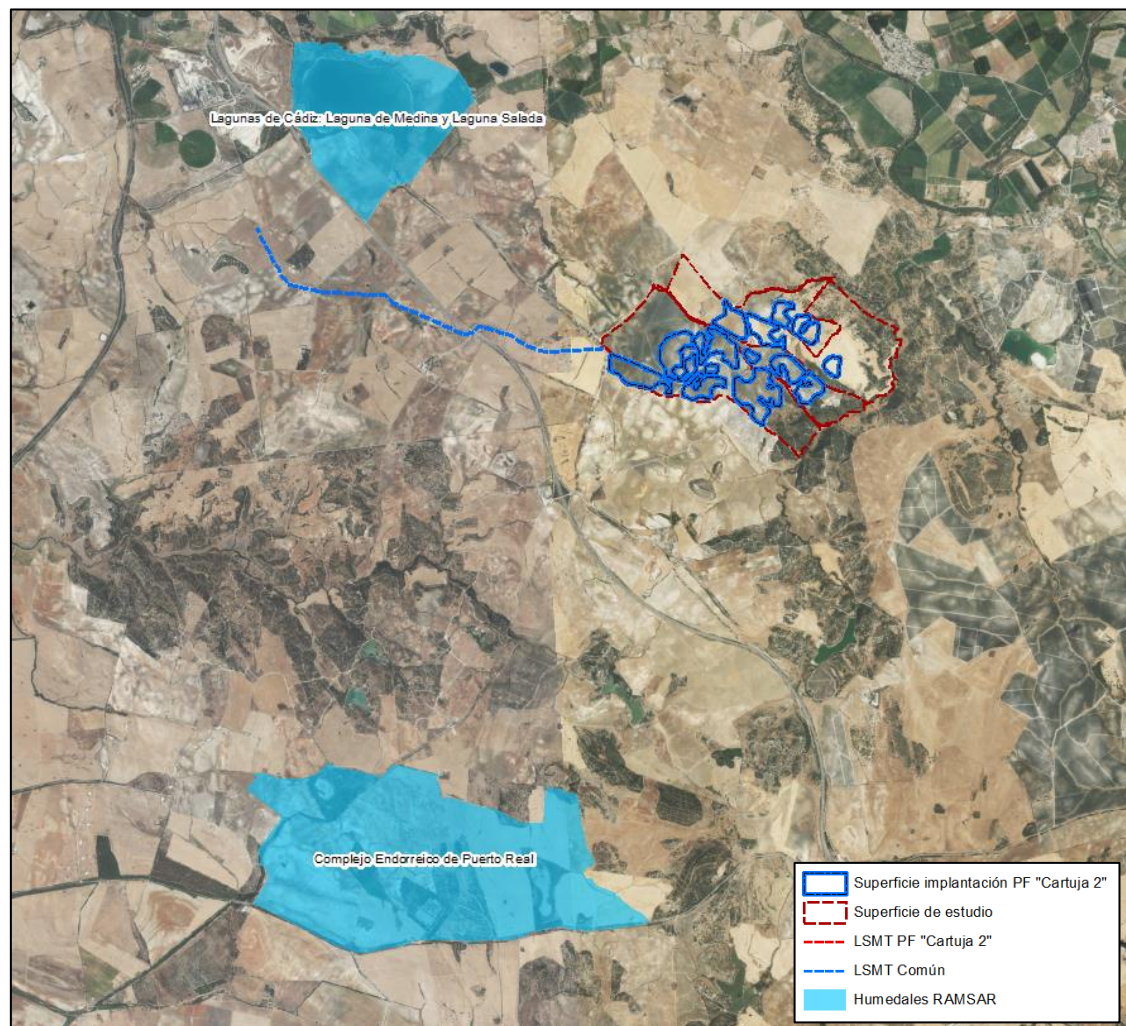 Lagunas de Cádiz: Laguna de Medina y Laguna Salada
Complejo Endorreico de Puerto Real
Superficie implantación PF "Cartuja 2"
Superficie de estudio
LSMT PF "Cartuja 2"
LSMT Común
Humedales RAMSAR